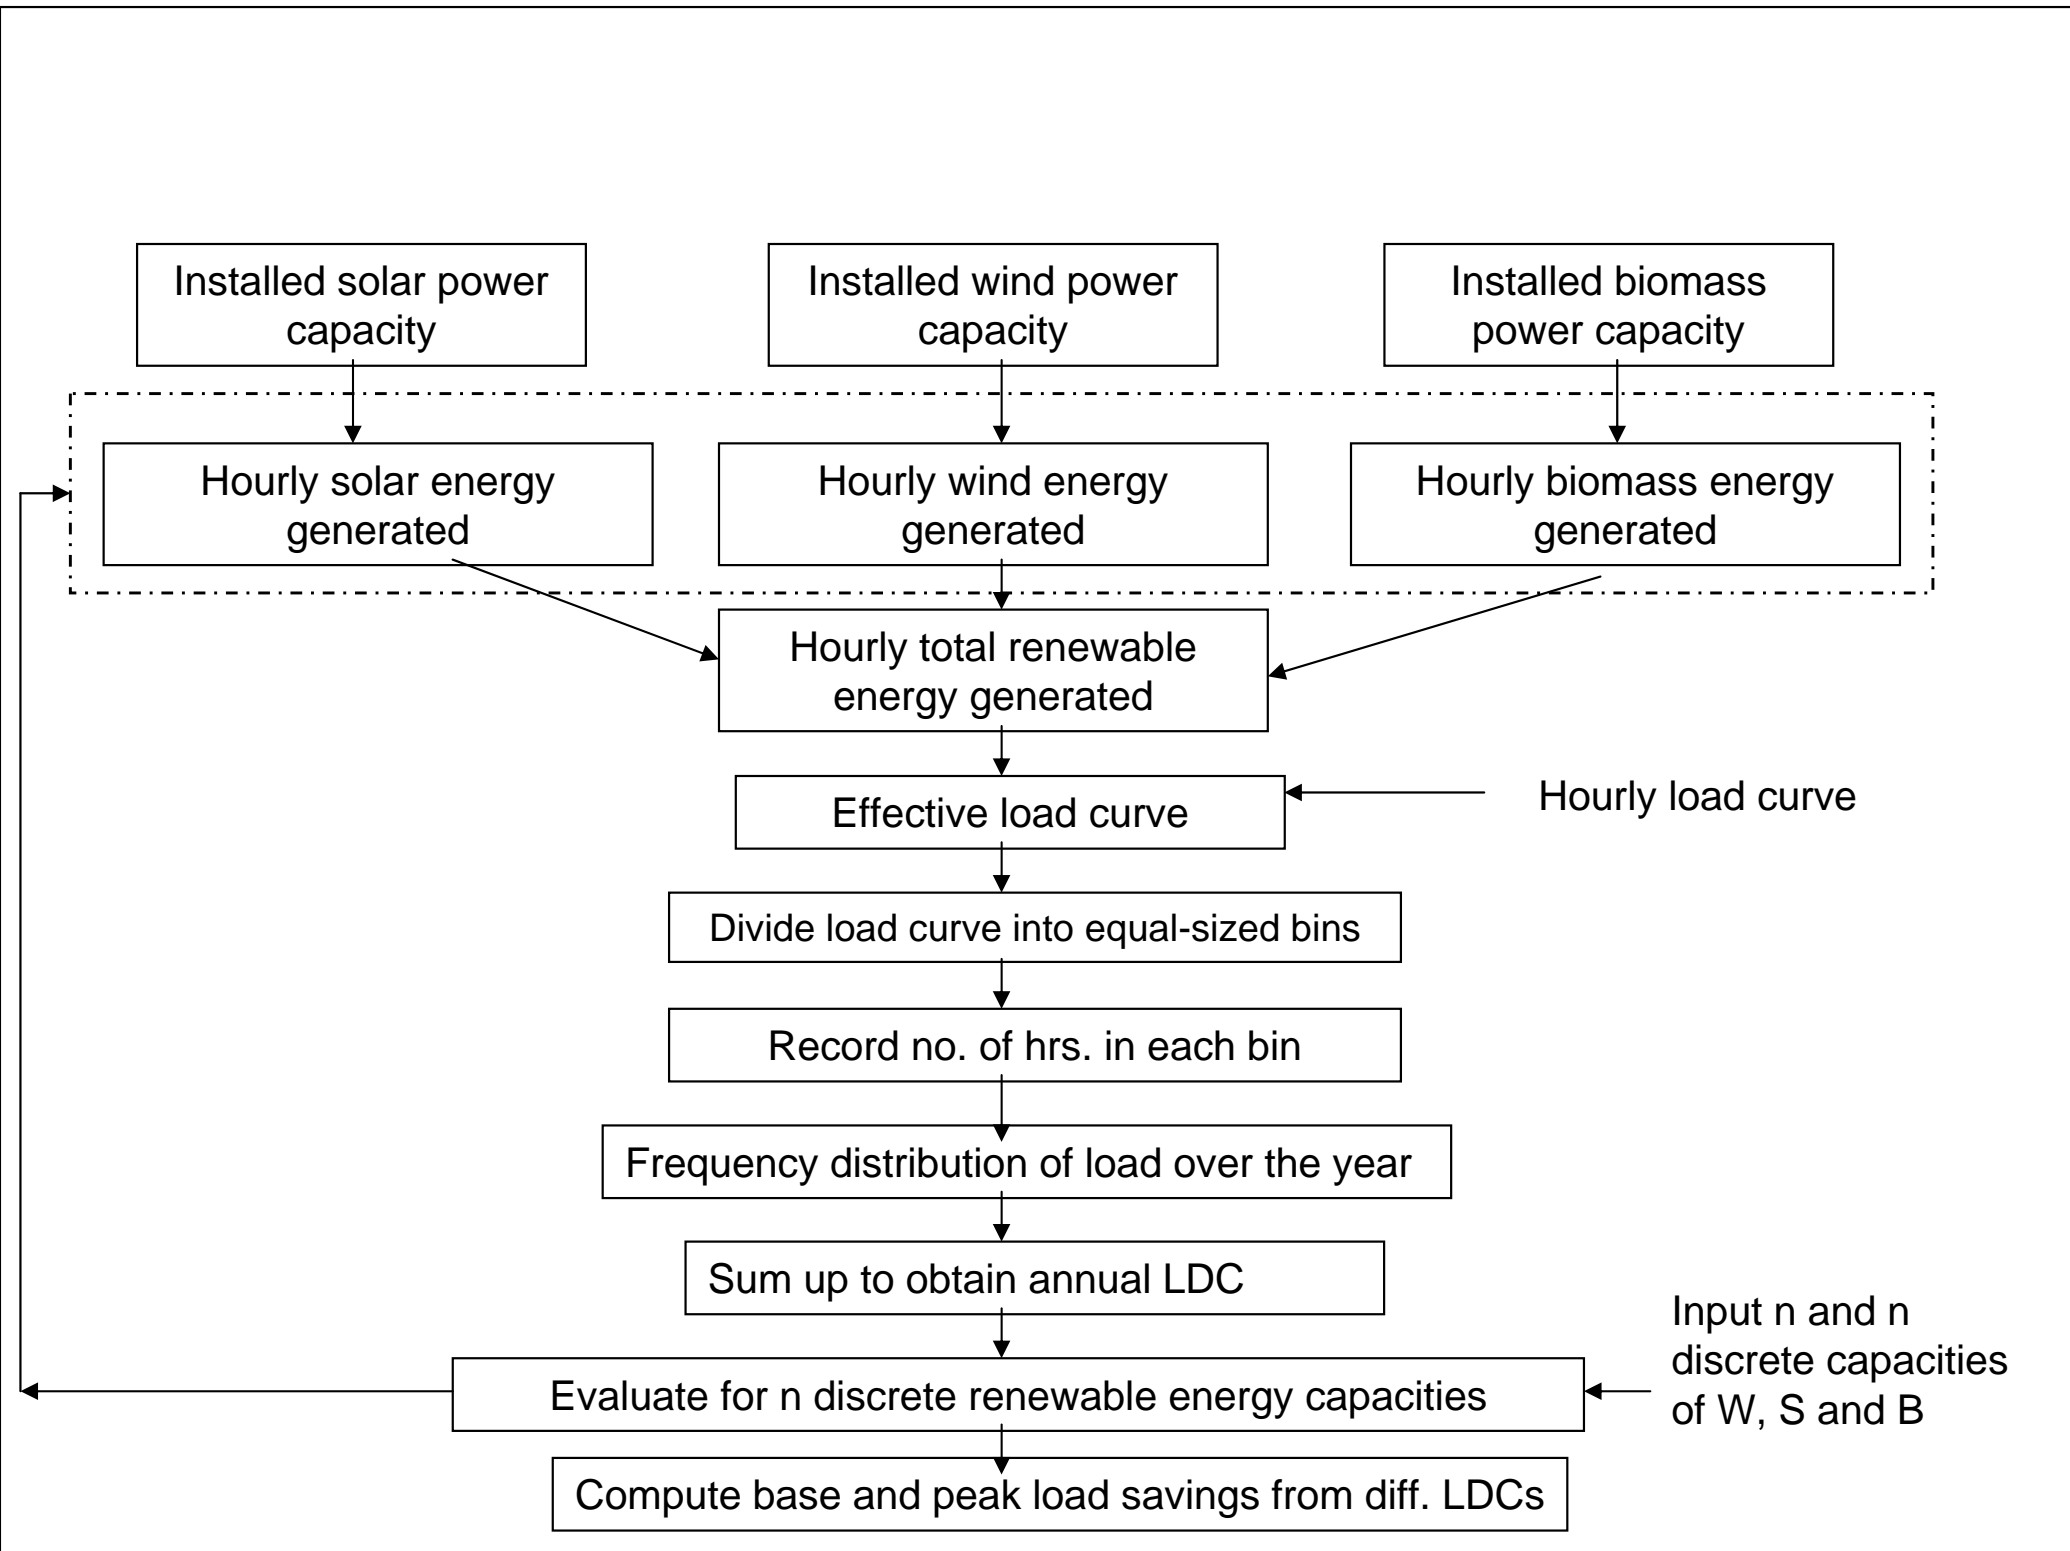 Installed solar power
capacity
Installed wind power
capacity
Installed biomass
power capacity
Hourly solar energy
generated
Hourly wind energy
generated
Hourly biomass energy
generated
Hourly total renewable
energy generated
Effective load curve
Hourly load curve
Divide load curve into equal-sized bins
Record no. of hrs. in each bin
Frequency distribution of load over the year
Sum up to obtain annual LDC
Evaluate for n discrete renewable energy capacities
Input n and n
discrete capacities
of W, S and B
Compute base and peak load savings from diff. LDCs